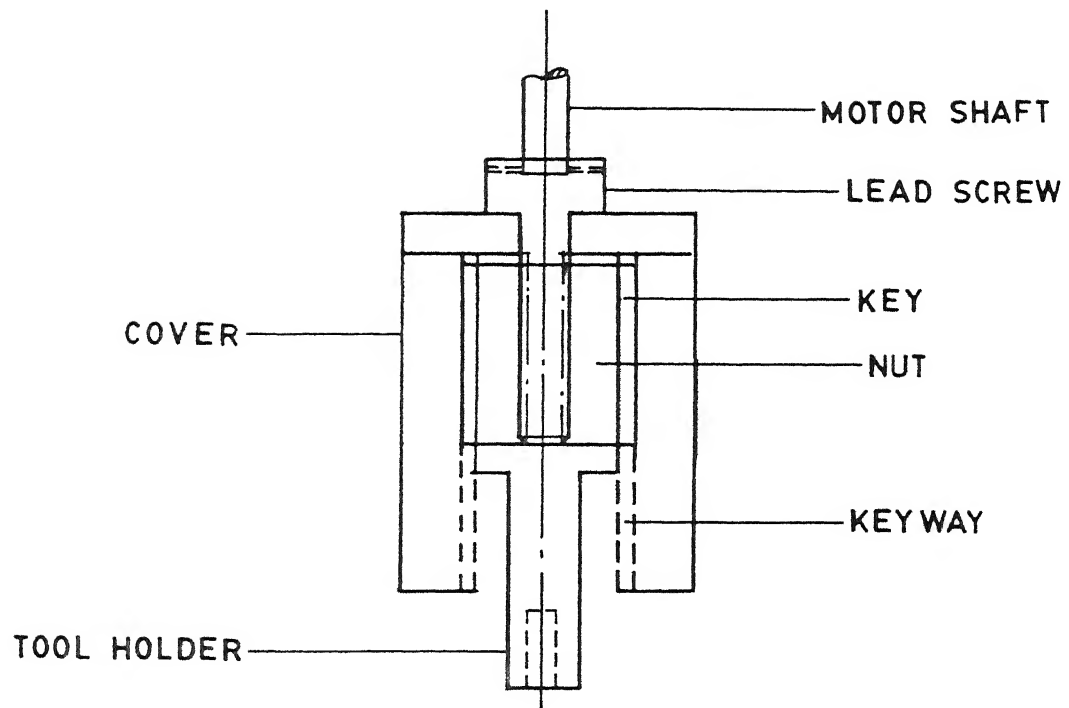 MOTOR SHAFT
LEAD SCREW
KEY
COVER
NUT
KEYWAY
TOOL HOLDER